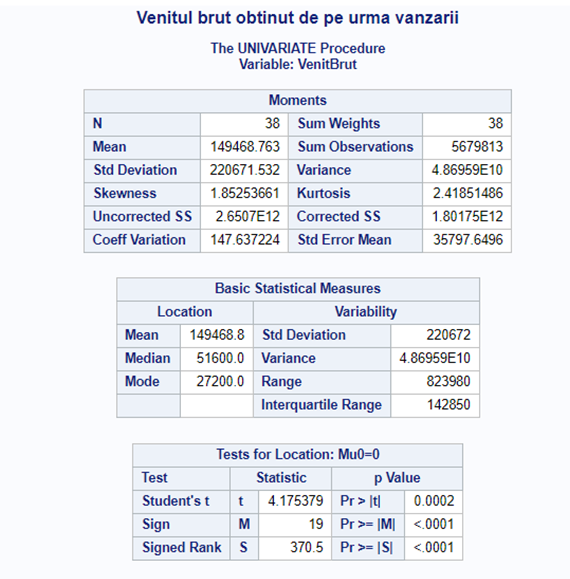 Venitul brut obtinut de pe urma vanzarii
The UNIVARIATE Procedure
Variable: VenitBrut
Moments
N 38 Sum Weights 38
Mean 149468.763 Sum Observations 5679813
Std Deviation 220671.532 Variance 4.86959E10
Skewness 1.85253661 Kurtosis 2.41851486
Uncorrected SS 2.6507E12 Corrected SS 1.80175E12
Coeff Variation 147.637224 Std Error Mean 35797.6496
Basic Statistical Measures
Location Variability
Mean 149468.8 Std Deviation 220672
Median 51600.0 Variance 4.86959E10
Mode 27200.0 Range 823980
Interquartile Range 142850
Tests for Location: Mu0=0
Test Statistic p Value
Student's t t 4.175379 Pr > |t| 0.0002
Sign M 19 Pr >= |M| <.0001
Signed Rank S 370.5 Pr >= |S| <.0001